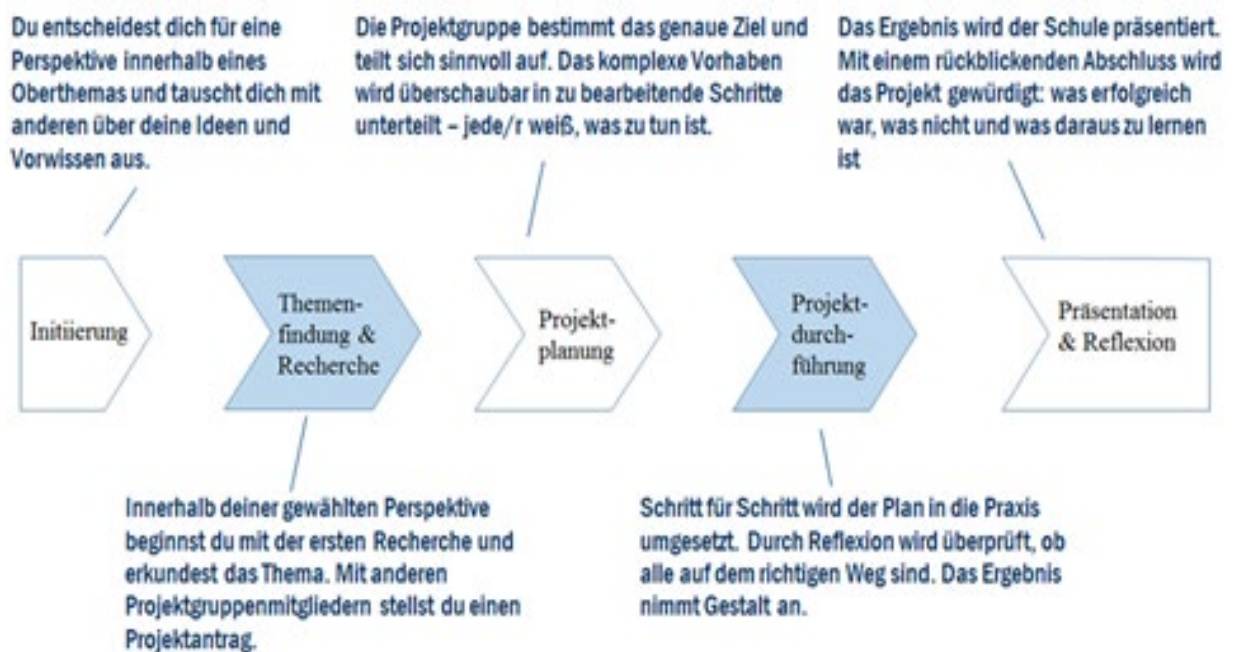 Du entscheidest dich für eine
Perspektive innerhalb eines
Oberthemas und tauscht dich mit
anderen über deine Ideen und
Vorwissen aus.
Die Projektgruppe bestimmt das genaue Ziel und
teilt sich sinnvoll auf. Das komplexe Vorhaben
wird überschaubar in zu bearbeitende Schritte
unterteilt – jede/r weiß, was zu tun ist.
Das Ergebnis wird der Schule präsentiert.
Mit einem rückblickenden Abschluss wird
das Projekt gewürdigt: was erfolgreich
war, was nicht und was daraus zu lernen
ist
Initiierung
Themen-
findung &
Recherche
Projekt-
planung
Projekt-
durch-
führung
Präsentation
& Reflexion
Innerhalb deiner gewählten Perspektive
beginnst du mit der ersten Recherche und
erkundest das Thema. Mit anderen
Projektgruppenmitgliedern stellst du einen
Projektantrag.
Schritt für Schritt wird der Plan in die Praxis
umgesetzt. Durch Reflexion wird überprüft, ob
alle auf dem richtigen Weg sind. Das Ergebnis
nimmt Gestalt an.